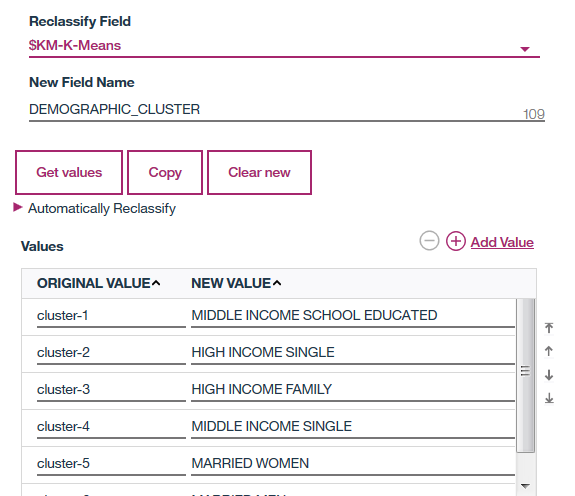 Reclassify Field
$KM-K-Means
New Field Name
DEMOGRAPHIC_CLUSTER 109
Get values Copy Clear new
Automatically Reclassify
Values Add Value
ORIGINAL VALUE NEW VALUE
cluster-1 MIDDLE INCOME SCHOOL EDUCATED
cluster-2 HIGH INCOME SINGLE
cluster-3 HIGH INCOME FAMILY
cluster-4 MIDDLE INCOME SINGLE
cluster-5 MARRIED WOMEN